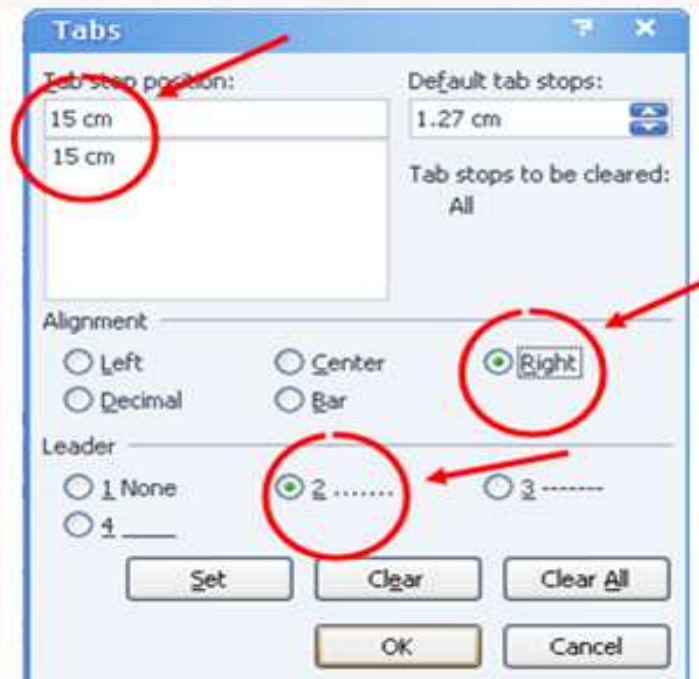 Tabs
Tab stop position:
Default tab stops:
15 cm
1.27 cm
15 cm
Tab stops to be cleared:
All
Alignment
Left Center Right
Decimal Bar
Leader
1 None 2 ....... 3 -------
4 ___
Set Clear Clear All
OK Cancel